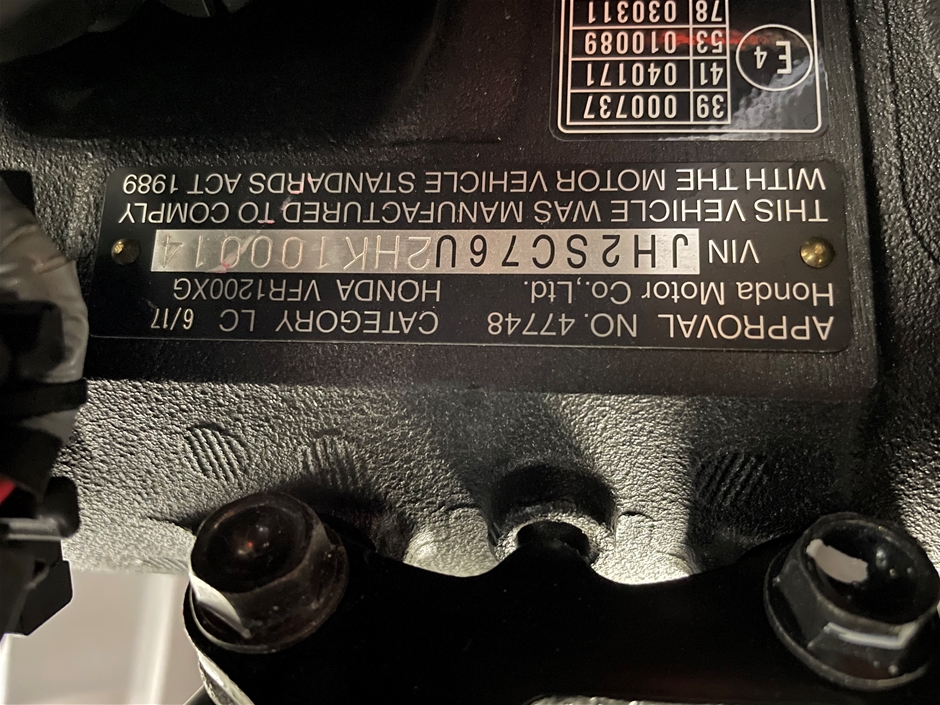 APPROVAL NO. 47748 CATEGORY LC 6/17
Honda Motor Co.,Ltd. HONDA VFR1200XG
VIN JH2SC76U2HK100014
THIS VEHICLE WAS MANUFACTURED TO COMPLY
WITH THE MOTOR VEHICLE STANDARDS ACT 1989
39 000737
41 040171
E4
53 010089
78 030311